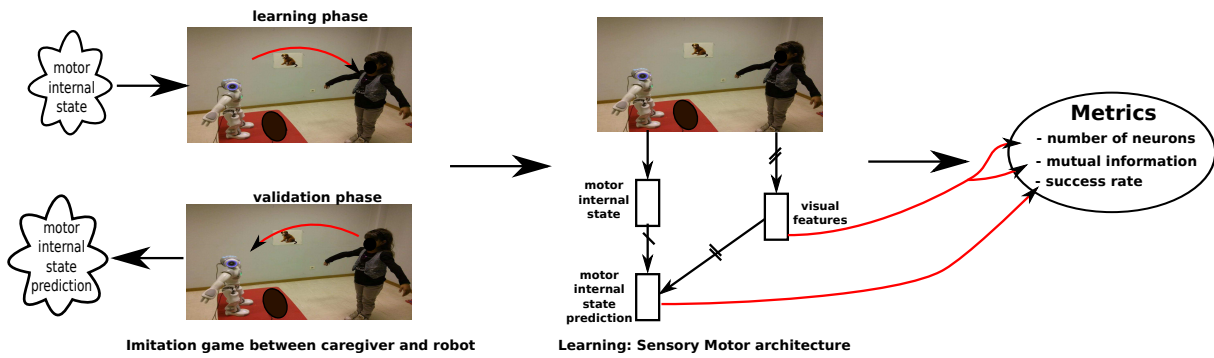 learning phase
motor
internal
state
validation phase
motor
internal
state
prediction
Imitation game between caregiver and robot
motor
internal
state
visual
features
motor
internal
state
prediction
Learning: Sensory Motor architecture
Metrics
- number of neurons
- mutual information
- success rate